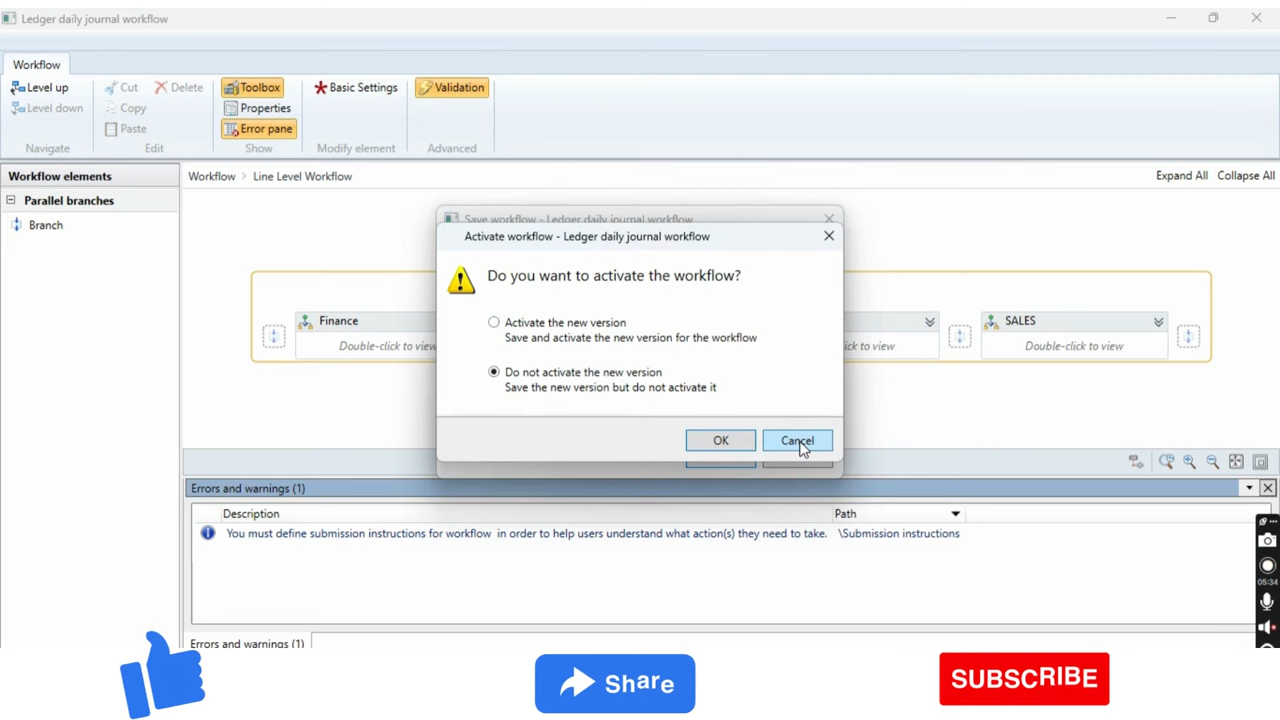 Ledger daily journal workflow
Workflow
Level up
Level down
Navigate
Cut
Delete
Copy
Paste
Edit
Toolbox
Properties
Error pane
Show
Basic Settings
Modify element
Validation
Advanced
Workflow elements
Parallel branches
Branch
Workflow > Line Level Workflow
Expand All Collapse All
Save workflow - Ledger daily journal workflow
Activate workflow - Ledger daily journal workflow
Do you want to activate the workflow?
Activate the new version
Save and activate the new version for the workflow
Do not activate the new version
Save the new version but do not activate it
OK Cancel
Finance
Double-click to view
ick to view
SALES
Double-click to view
Errors and warnings (1)
Description Path
You must define submission instructions for workflow in order to help users understand what action(s) they need to take. \Submission instructions
Errors and warnings (1)
05:34
Share
SUBSCRIBE